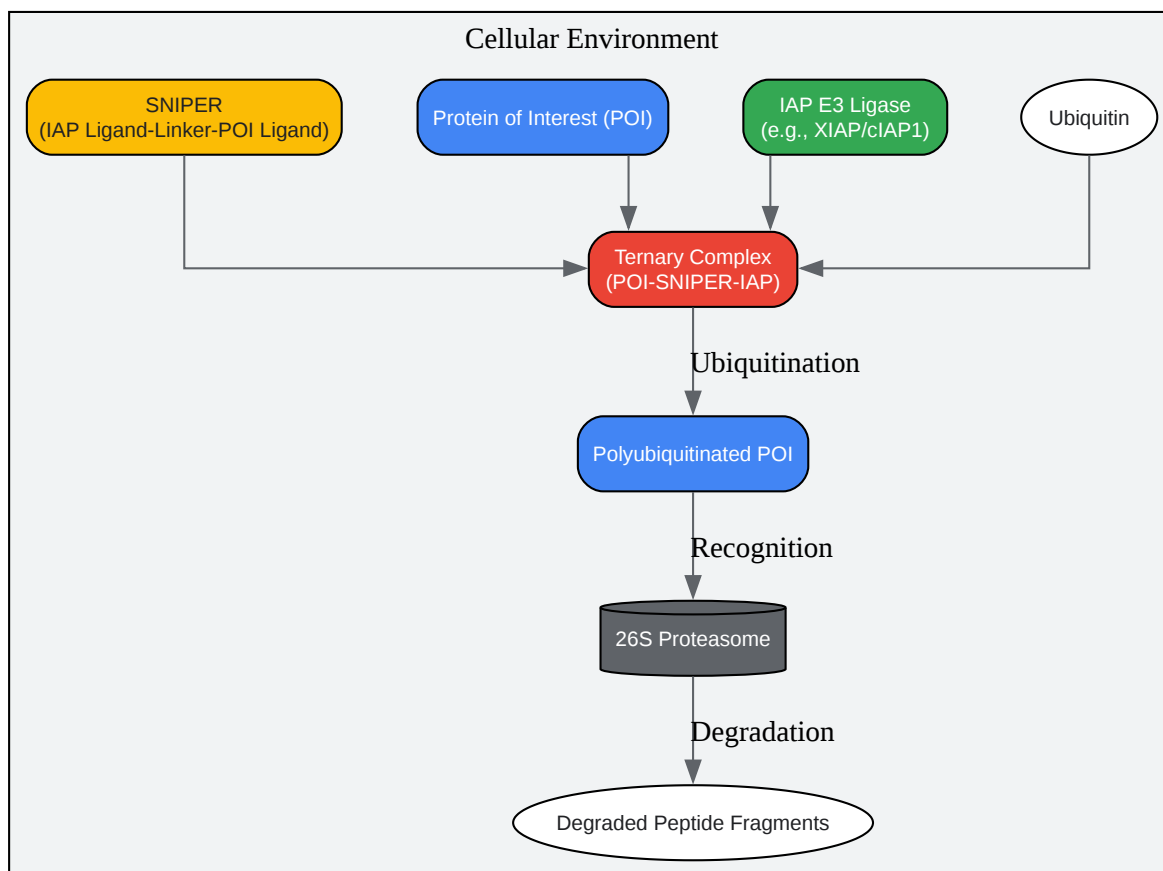 Cellular Environment
SNIPER
(IAP Ligand-Linker-POI Ligand)
Protein of Interest (POI)
IAP E3 Ligase
(e.g., XIAP/cIAP1)
Ubiquitin
Ternary Complex
(POI-SNIPER-IAP)
Ubiquitination
Polyubiquitinated POI
Recognition
26S Proteasome
Degradation
Degraded Peptide Fragments